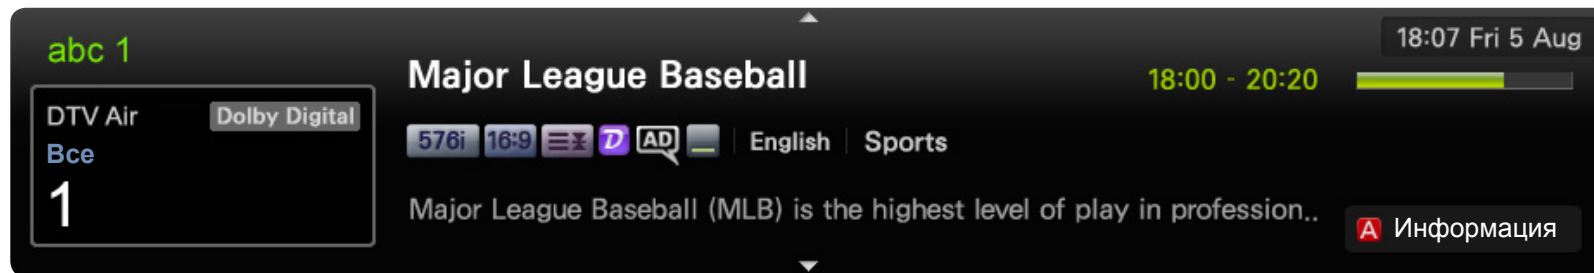 abc 1
18:07 Fri 5 Aug
Major League Baseball 18:00 - 20:20
DTV Air Dolby Digital
Все
576i 16:9 D AD English Sports
1
Major League Baseball (MLB) is the highest level of play in profession..
A Информация